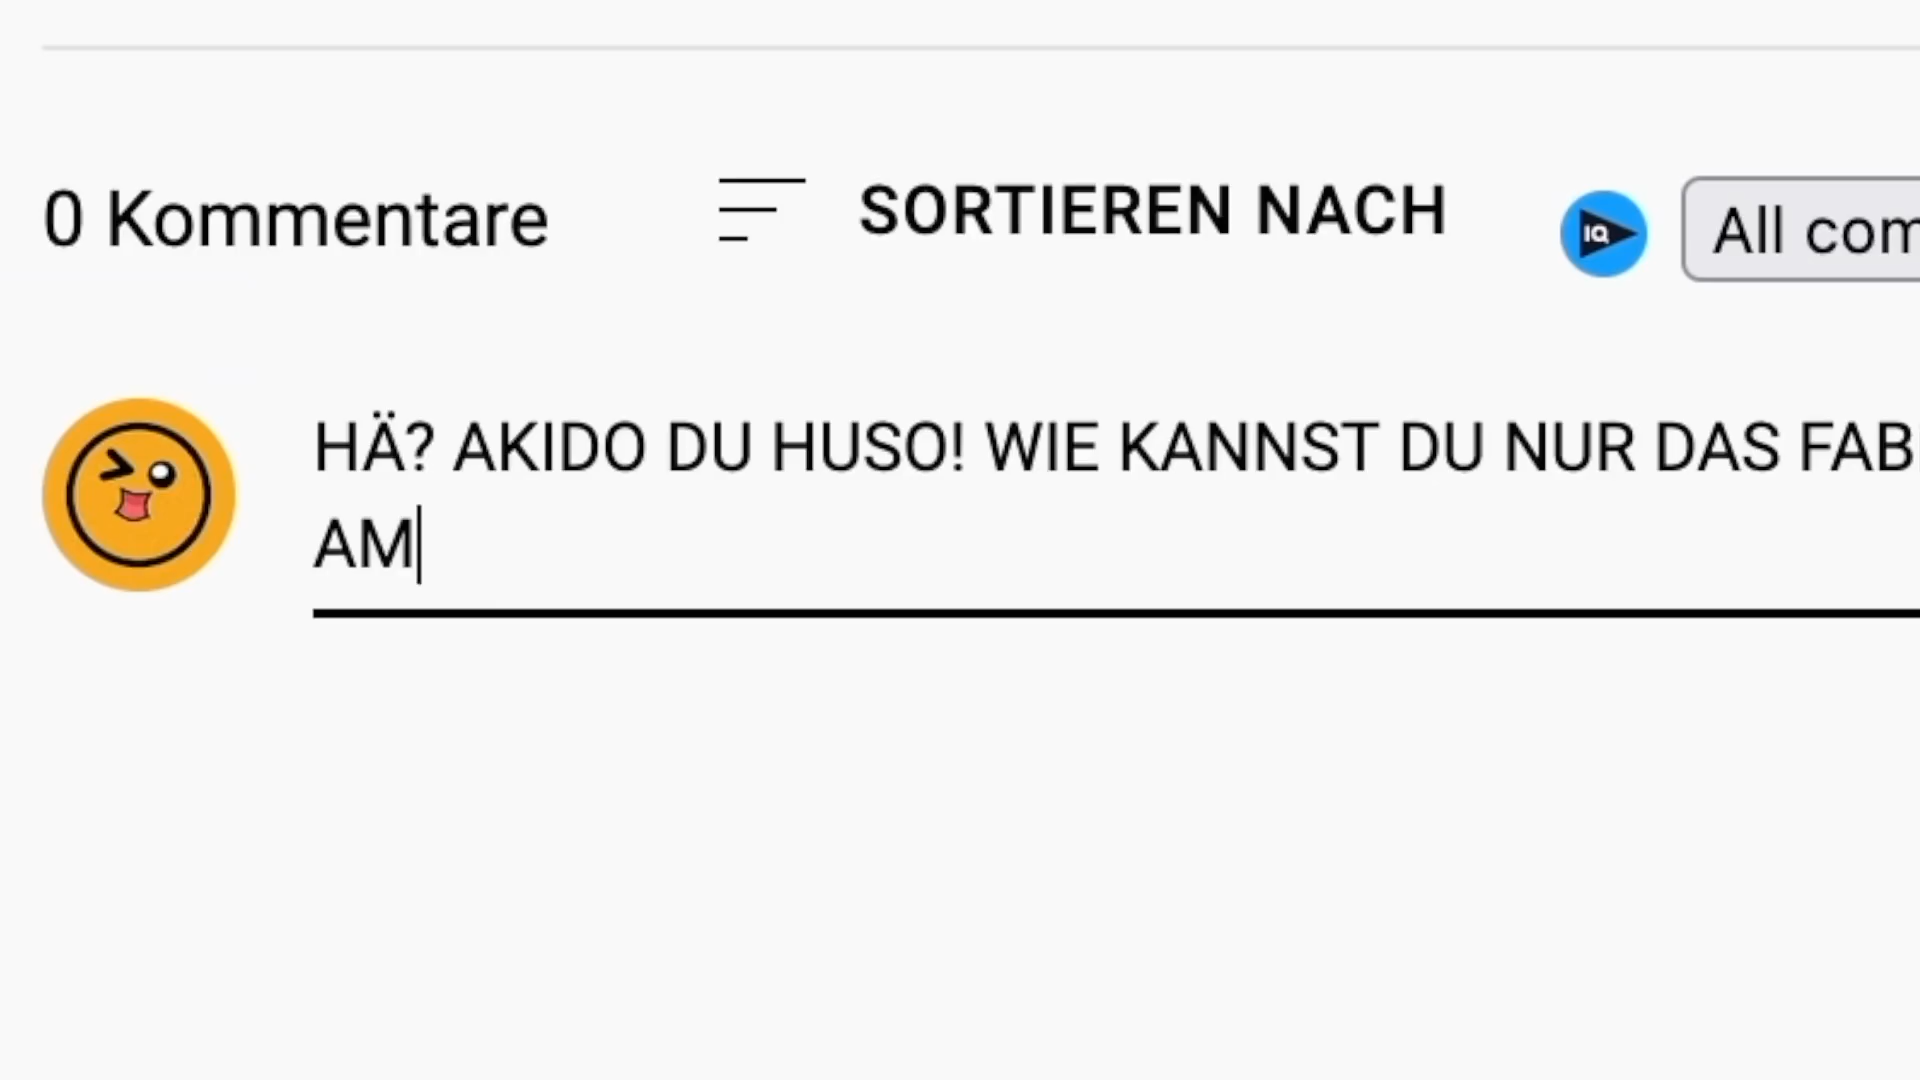 0 Kommentare
SORTIEREN NACH
IQ
All com
HÄ? AKIDO DU HUSO! WIE KANNST DU NUR DAS FAB
AM